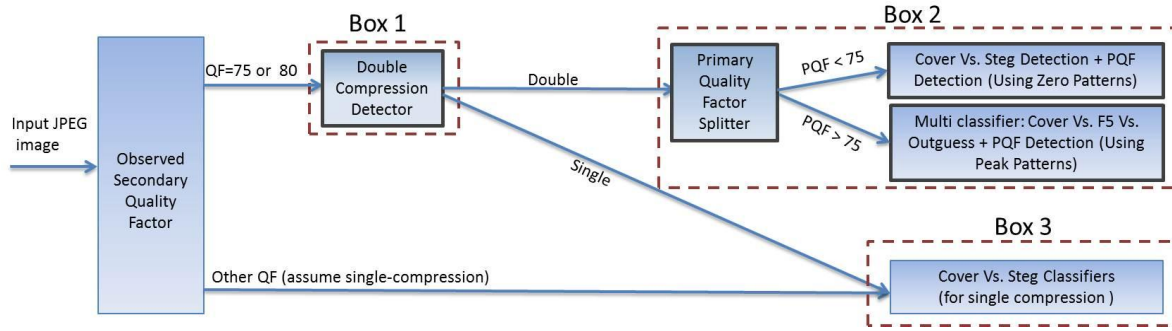 Box 1
Box 2
QF=75 or  80
Double
Compression
Detector
Double
Primary
Quality
Factor
Splitter
PQF < 75
PQF > 75
Cover Vs. Steg Detection + PQF
Detection (Using Zero Patterns)
Multi classifier: Cover Vs. F5 Vs.
Outguess + PQF Detection (Using
Peak Patterns)
Input JPEG
image
Observed
Secondary
Quality
Factor
Single
Box 3
Other QF (assume single-compression)
Cover Vs. Steg Classifiers
(for single compression )